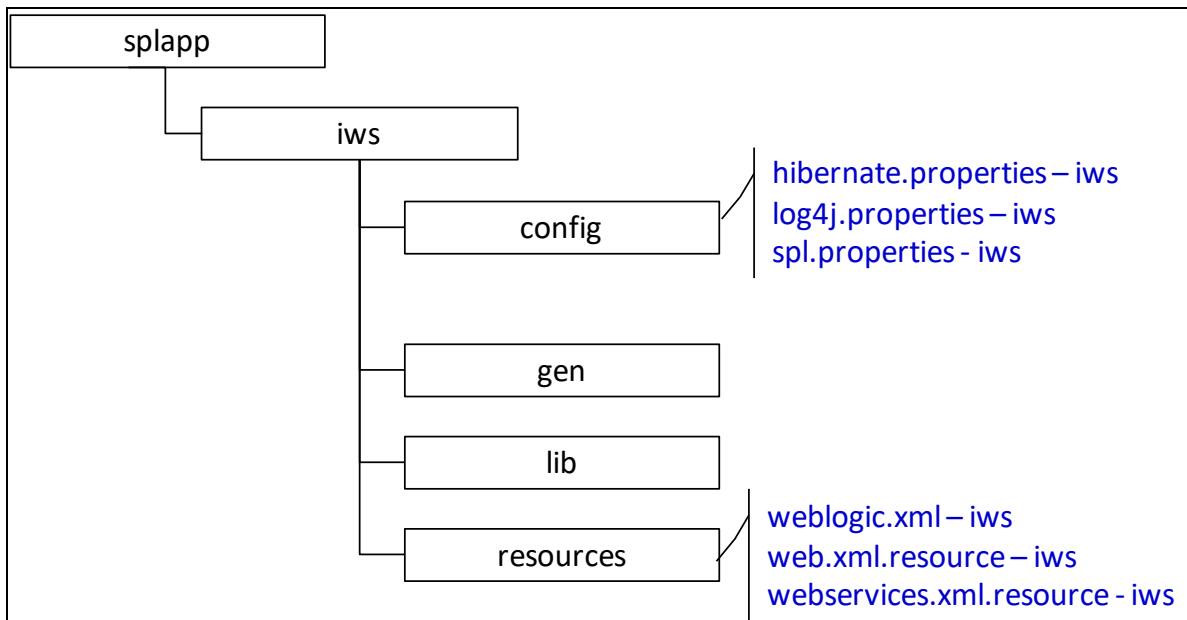 splapp
iws
config
hibernate.properties – iws
log4j.properties – iws
spl.properties - iws
gen
lib
resources
weblogic.xml – iws
web.xml.resource – iws
webservices.xml.resource - iws